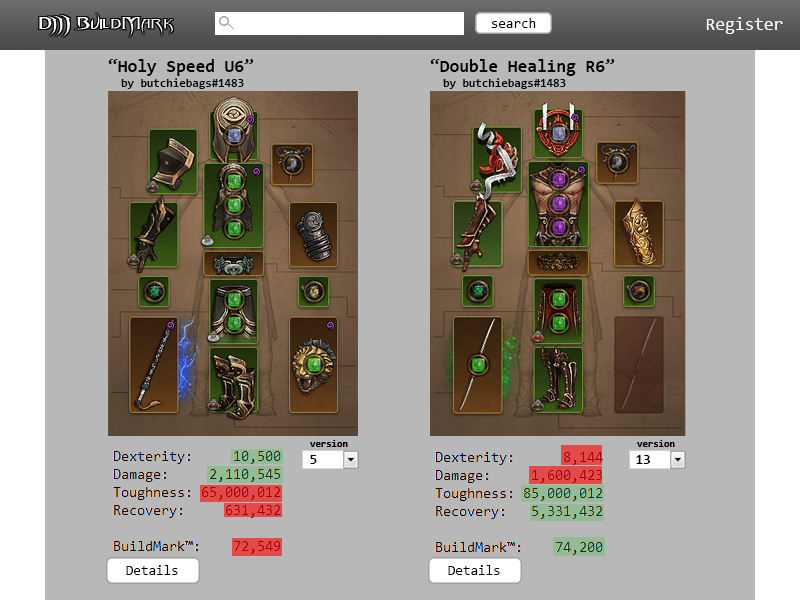 D))) BuildMark
search
Register
“Holy Speed U6”
by butchiebags#1483
“Double Healing R6”
by butchiebags#1483
version
5
Dexterity: 10,500
Damage: 2,110,545
Toughness: 65,000,012
Recovery: 631,432
BuildMark™: 72,549
Details
version
13
Dexterity: 8,144
Damage: 1,600,423
Toughness: 85,000,012
Recovery: 5,331,432
BuildMark™: 74,200
Details